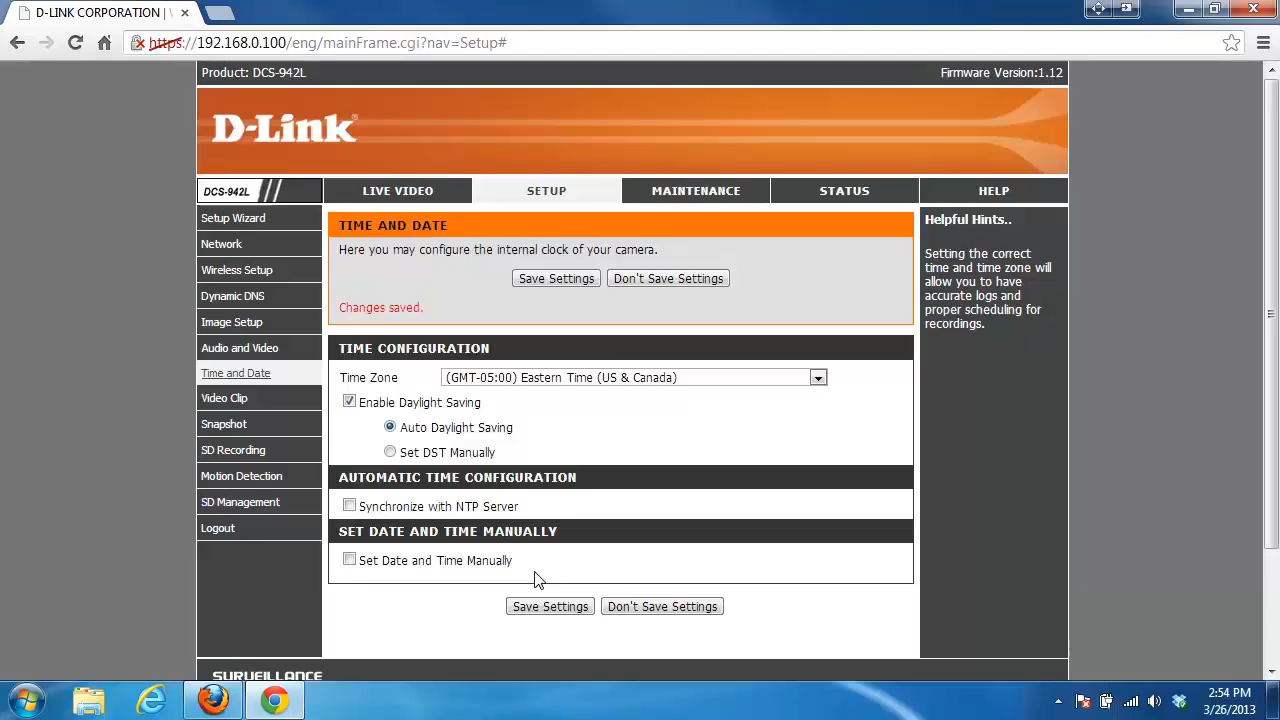 D-LINK CORPORATION | \
https://192.168.0.100/eng/mainFrame.cgi?nav=Setup#
Product: DCS-942L
Firmware Version:1.12
D-Link
DCS-942L
LIVE VIDEO
SETUP
MAINTENANCE
STATUS
HELP
Setup Wizard
Network
Wireless Setup
Dynamic DNS
Image Setup
Audio and Video
Time and Date
Video Clip
Snapshot
SD Recording
Motion Detection
SD Management
Logout
TIME AND DATE
Here you may configure the internal clock of your camera.
Save Settings
Don't Save Settings
Changes saved.
TIME CONFIGURATION
Time Zone
(GMT-05:00) Eastern Time (US & Canada)
Enable Daylight Saving
Auto Daylight Saving
Set DST Manually
AUTOMATIC TIME CONFIGURATION
Synchronize with NTP Server
SET DATE AND TIME MANUALLY
Set Date and Time Manually
Save Settings
Don't Save Settings
Helpful Hints..
Setting the correct
time and time zone will
allow you to have
accurate logs and
proper scheduling for
recordings.
SURVEILLANCE
2:54 PM
3/26/2013